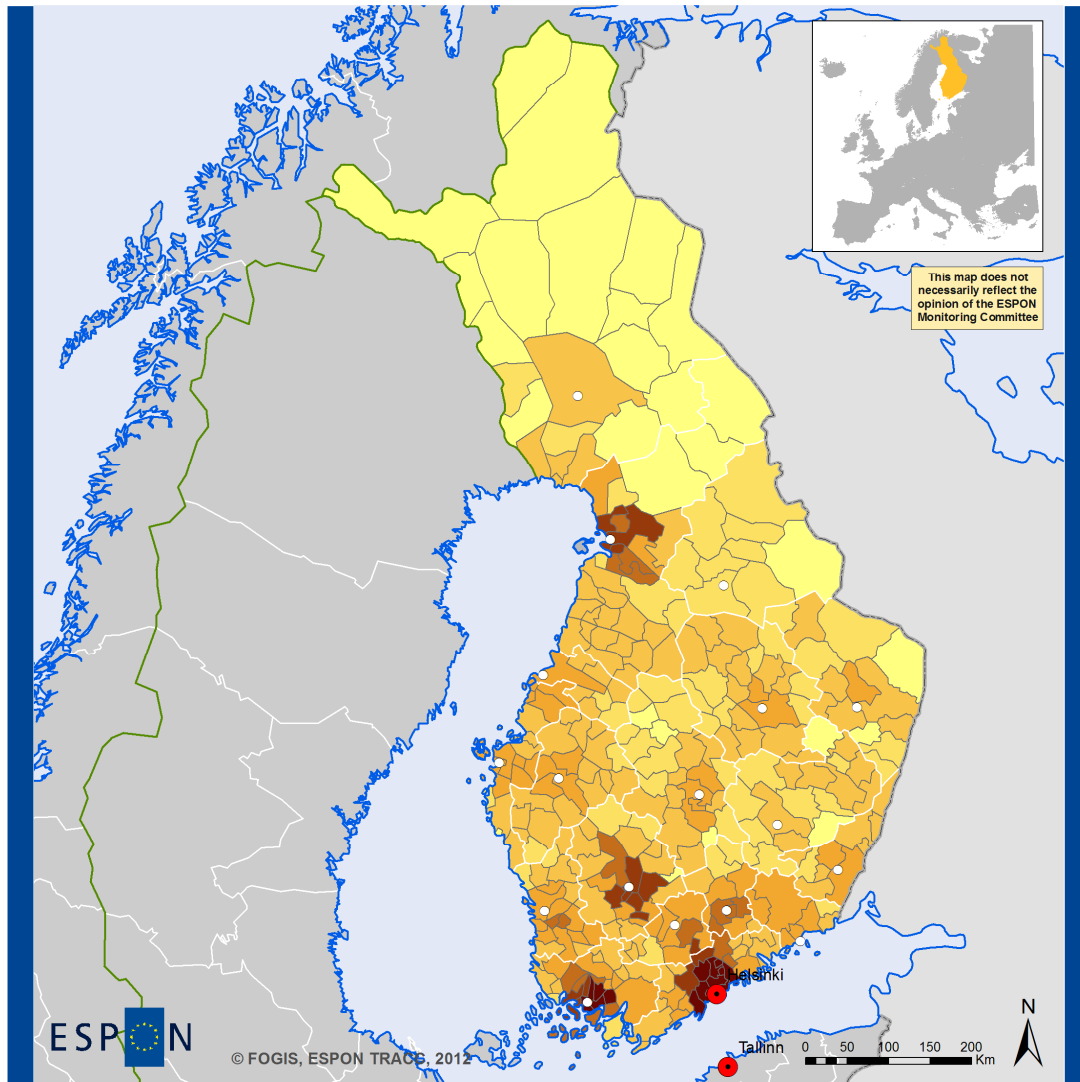 This map does not
necessarily reflect the
opinion of the ESPON
Monitoring Committee
Helsinki
N
ESPON
© FOGIS, ESPON TRACC, 2012
Tallinn
0 50 100 150 200
Km